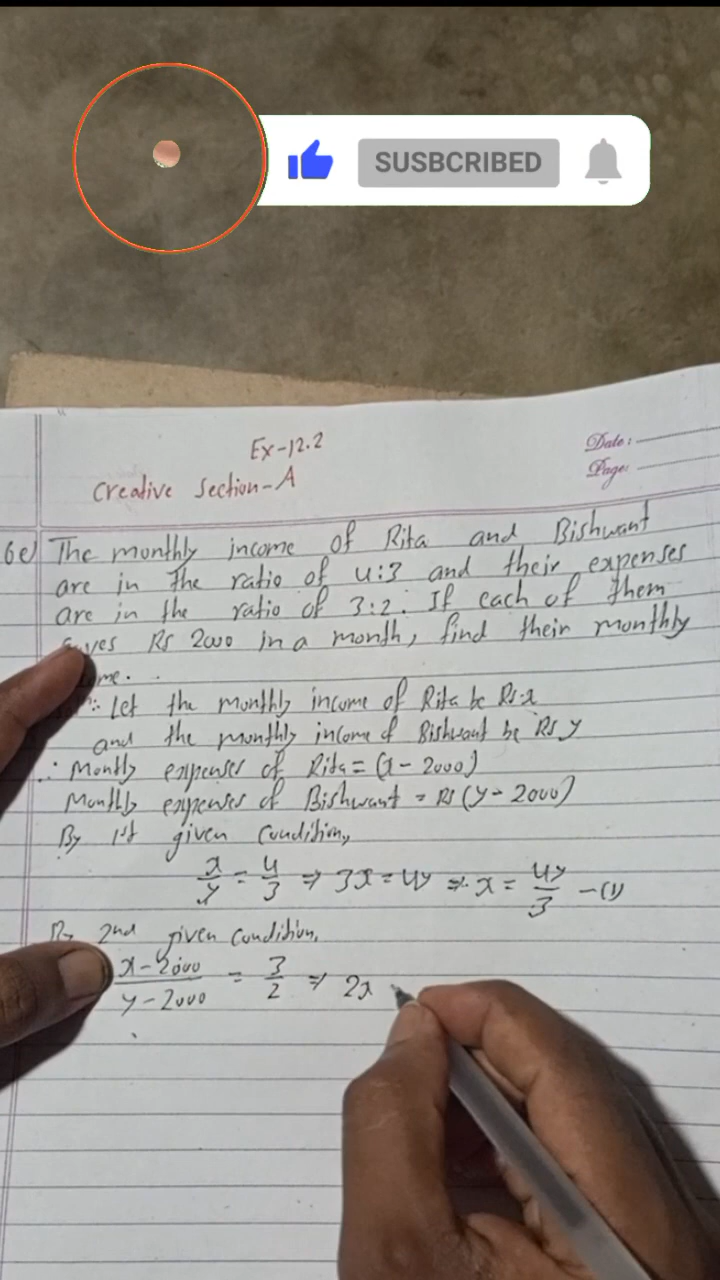 SUSBCRIBED
Ex-12.2
Date:
Creative Section-A
Page:
6e) The monthly income of Rita and Bishwant
are in the ratio of 4:3 and their expenses
are in the ratio of 3:2. If each of them
Rs 2000 in a month, find their monthly
Let the monthly income of Rita be Rs.x
and the monthly income of Bishwant be Rs y
∴ Montly expenses of Rita = (x - 2000)
Monthly expenses of Bishwant = Rs (y - 2000)
By 1st given Condition,
x/y = 4/3 => 3x = 4y => x = 4y/3 - (1)
By 2nd given Condition,
x-2000/y-2000 = 3/2 => 2x